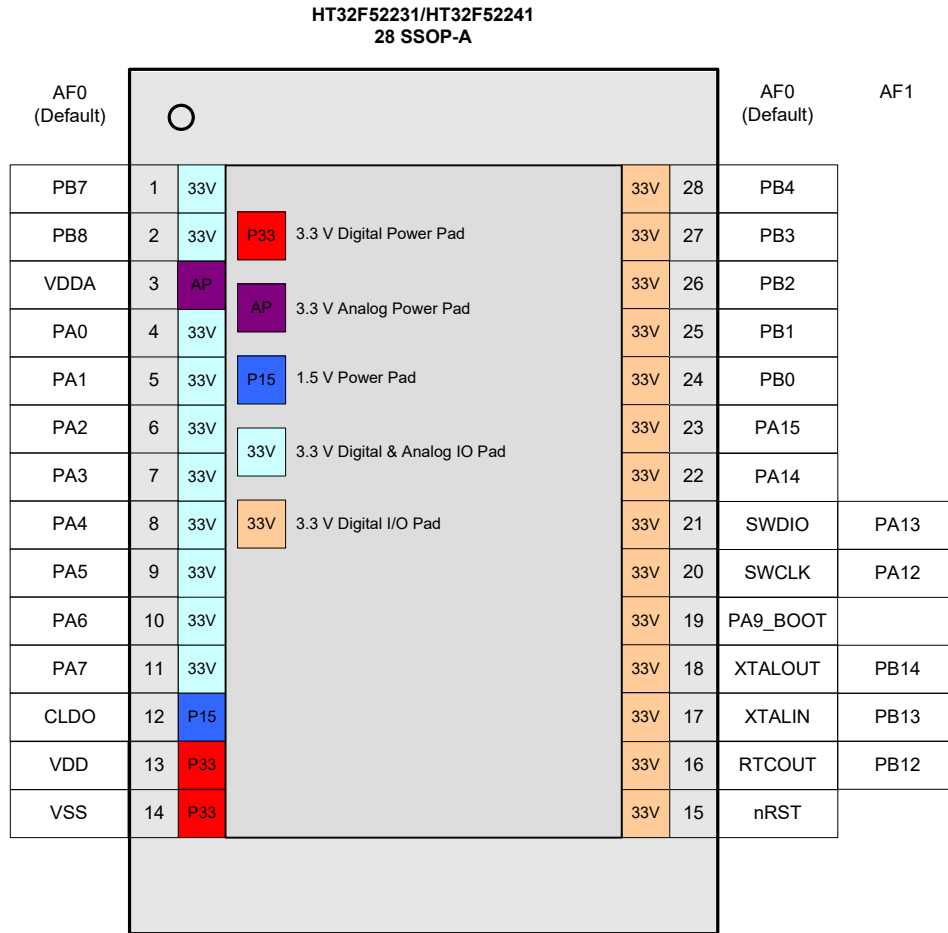 HT32F52231/HT32F52241
28 SSOP-A
AF0
(Default)
AF0
(Default)
AF1
PB7 1 33V 33V 28 PB4
PB8 2 33V 33V 27 PB3
VDDA 3 AP 33V 26 PB2
PA0 4 33V 33V 25 PB1
PA1 5 33V 33V 24 PB0
PA2 6 33V 33V 23 PA15
PA3 7 33V 33V 22 PA14
PA4 8 33V 33V 21 SWDIO PA13
PA5 9 33V 33V 20 SWCLK PA12
PA6 10 33V 33V 19 PA9_BOOT
PA7 11 33V 33V 18 XTALOUT PB14
CLDO 12 P15 33V 17 XTALIN PB13
VDD 13 P33 33V 16 RTCOUT PB12
VSS 14 P33 33V 15 nRST
P33 3.3 V Digital Power Pad
AP 3.3 V Analog Power Pad
P15 1.5 V Power Pad
33V 3.3 V Digital & Analog IO Pad
33V 3.3 V Digital I/O Pad